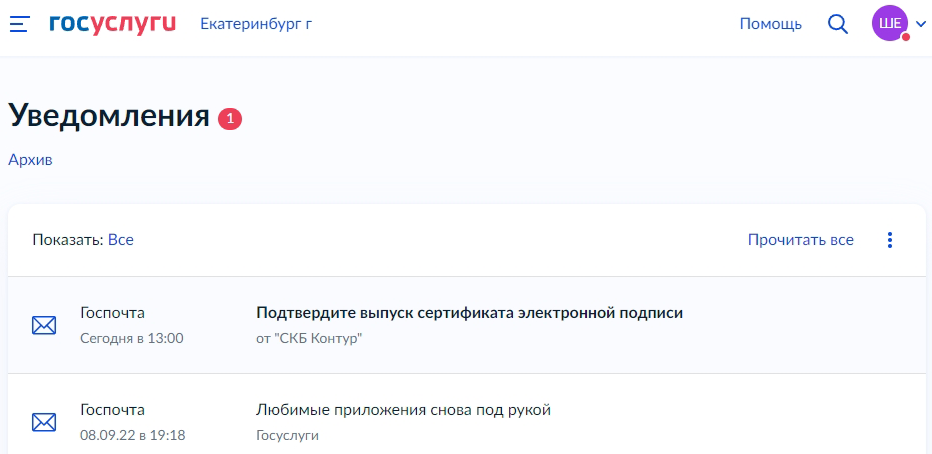 госуслуги Екатеринбург г Помощь ШЕ
Уведомления 1
Архив
Показать: Все Прочитать все
Госпочта Подтвердите выпуск сертификата электронной подписи
Сегодня в 13:00 от "СКБ Контур"
Госпочта Любимые приложения снова под рукой
08.09.22 в 19:18 Госуслуги